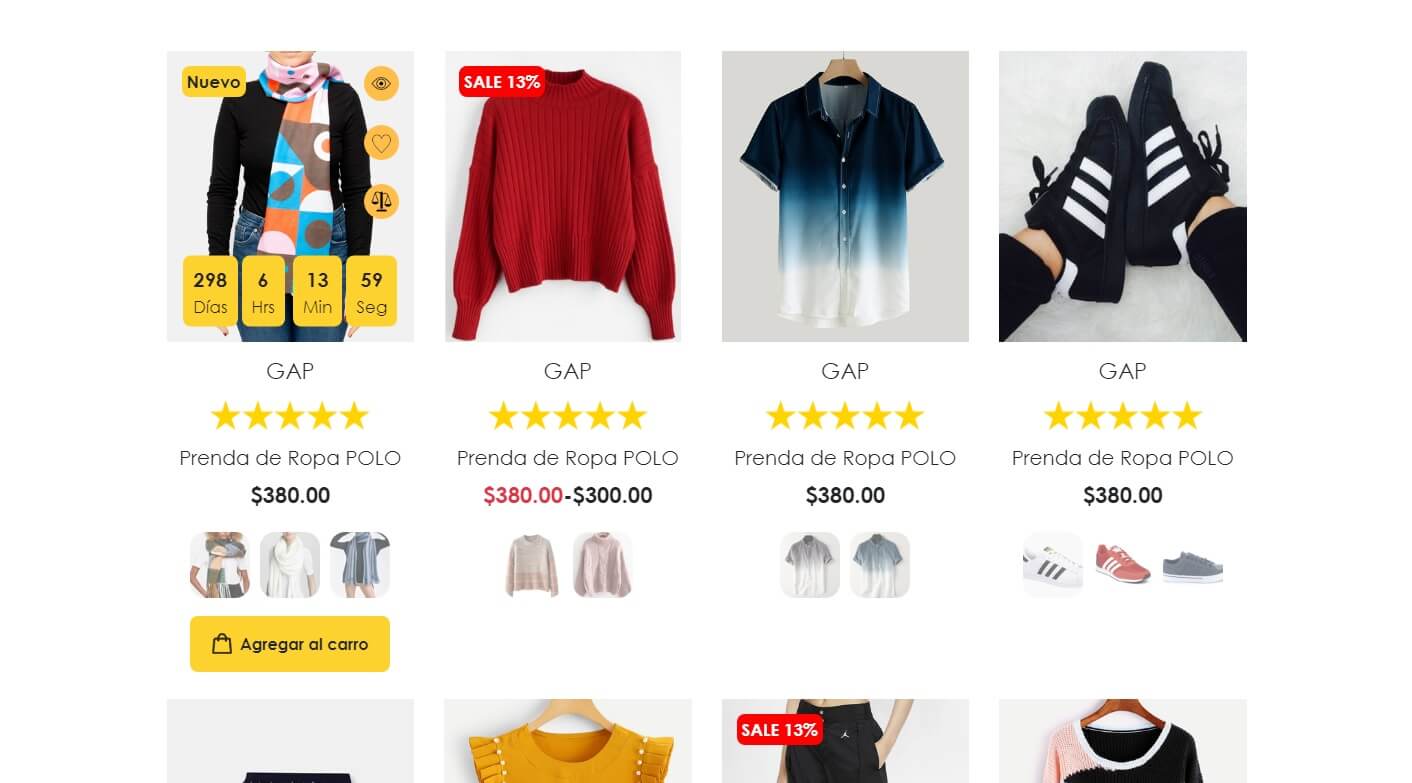 Nuevo
298
Días
6
Hrs
13
Min
59
Seg
SALE 13%
GAP
GAP
GAP
GAP
Prenda de Ropa POLO
Prenda de Ropa POLO
Prenda de Ropa POLO
Prenda de Ropa POLO
$380.00
$380.00-$300.00
$380.00
$380.00
Agregar al carro
SALE 13%